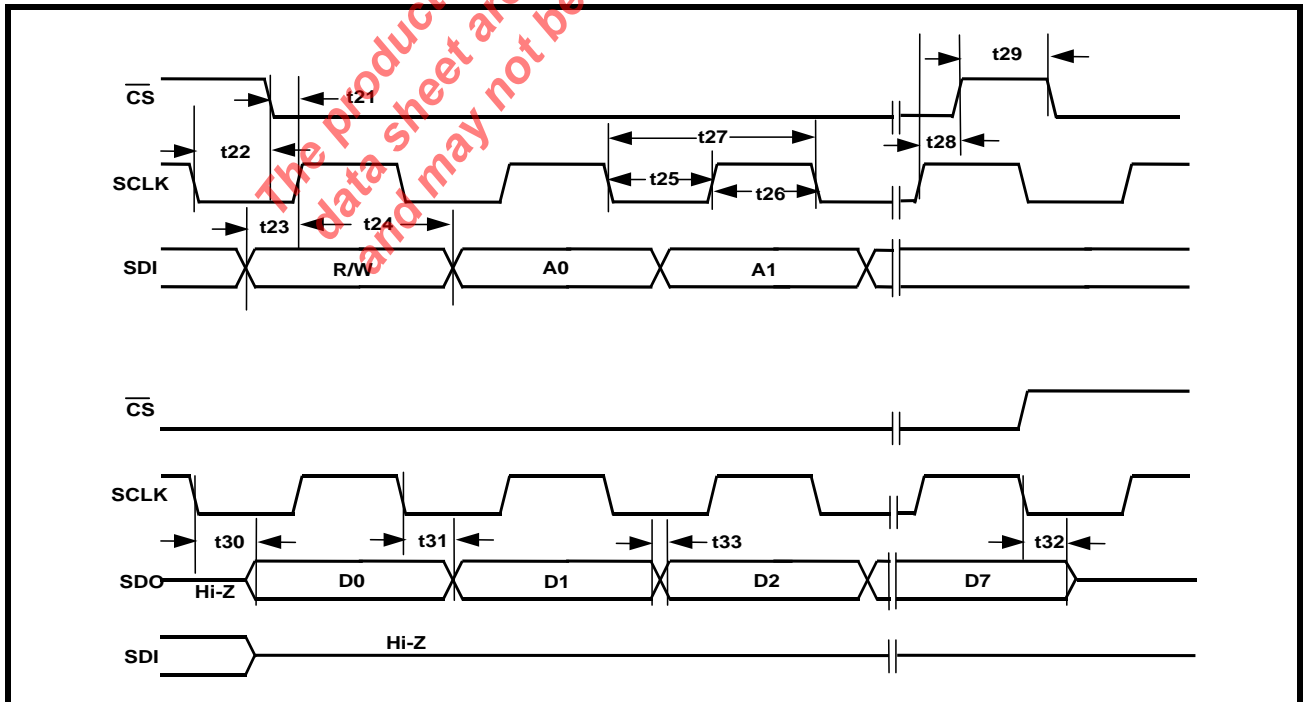 The product
data sheet are
and may not be
t29
CS
t21
t27
t22
t28
SCLK
t25
t26
t23
t24
SDI
R/W
A0
A1
CS
SCLK
t30
t31
t33
t32
SDO
Hi-Z
D0
D1
D2
D7
Hi-Z
SDI